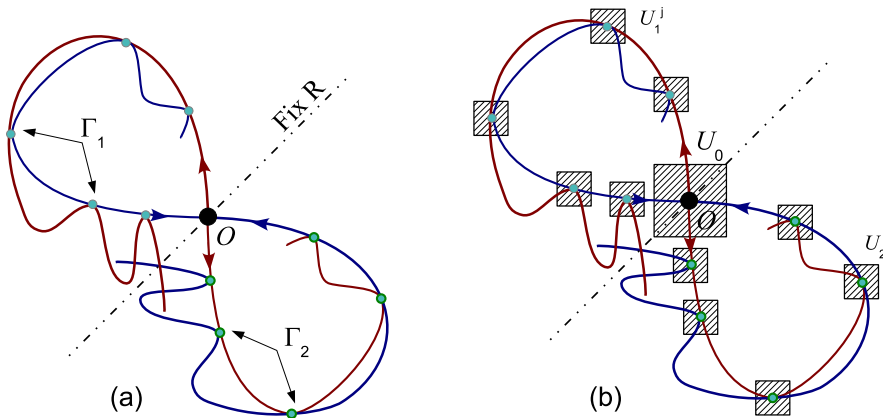 Γ₁
Fix R
O
Γ₂
(a)
U₁ʲ
U₀
O
U₂
(b)